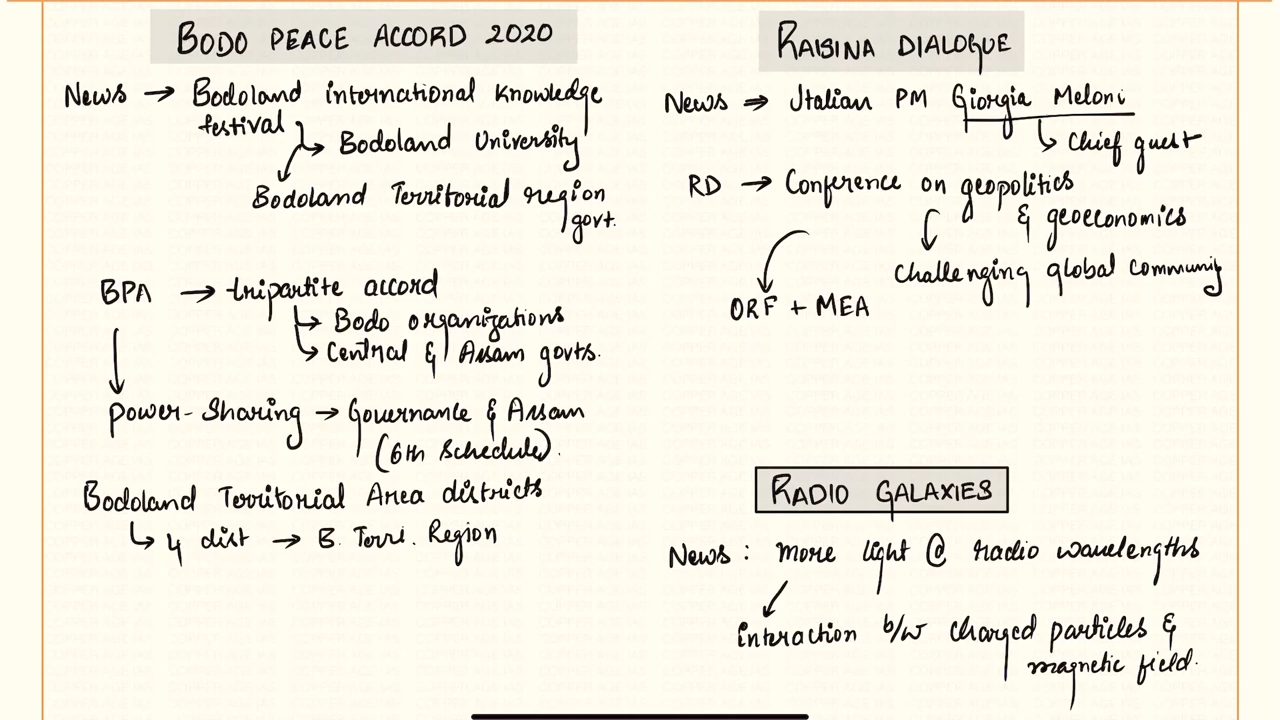 BODO PEACE ACCORD 2020
News → Bodoland international knowledge
festival
→ Bodoland University
Bodoland Territorial region
govt.
BPA → tripartite accord
→ Bodo organizations
→ Central & Assam govts.
power-sharing → Governance & Assam
(6th Schedule).
Bodoland Territorial Area districts
↳ 4 dist → B. Terri. Region
RAISINA DIALOGUE
News ⇒ Italian PM Giorgia Meloni
↳ Chief guest
RD → Conference on geopolitics
& geoeconomics
challenging global community
ORF + MEA
RADIO GALAXIES
News : more light @ radio wavelengths
interaction b/w charged particles &
magnetic field.